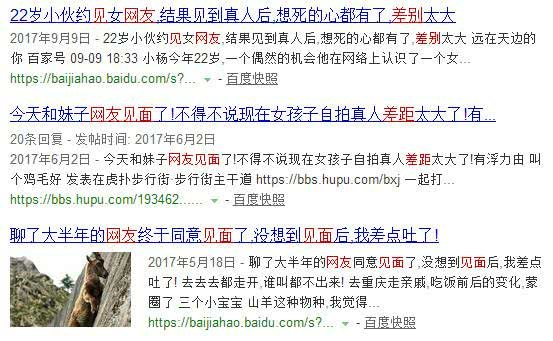 22岁小伙约见女网友,结果见到真人后,想死的心都有了,差别太大
2017年9月9日 - 22岁小伙约见女网友,结果见到真人后,想死的心都有了,差别太大 远在天边的
你 百家号 09-09 18:33 小杨今年22岁,一个偶然的机会他在网络上认识了一个女...
https://baijiahao.baidu.com/s?... - 百度快照
今天和妹子网友见面了!不得不说现在女孩子自拍真人差距太大了!有...
20条回复 - 发帖时间: 2017年6月2日
2017年6月2日 - 今天和妹子网友见面了!不得不说现在女孩子自拍真人差距太大了!有浮力由 叫
个鸡毛好 发表在虎扑步行街·步行街主干道 https://bbs.hupu.com/bxj 一起打...
https://bbs.hupu.com/193462...... - 百度快照
聊了大半年的网友终于同意见面了,没想到见面后,我差点吐了!
2017年5月18日 - 聊了大半年的网友同意见面了,没想到见面后,我差点
吐了! 去去去都走开,谁叫都不出来! 去重庆走亲戚,吃饭前后的变化,蒙
圈了 三个小宝宝 山羊这种物种,我觉得...
https://baijiahao.baidu.com/s?... - 百度快照